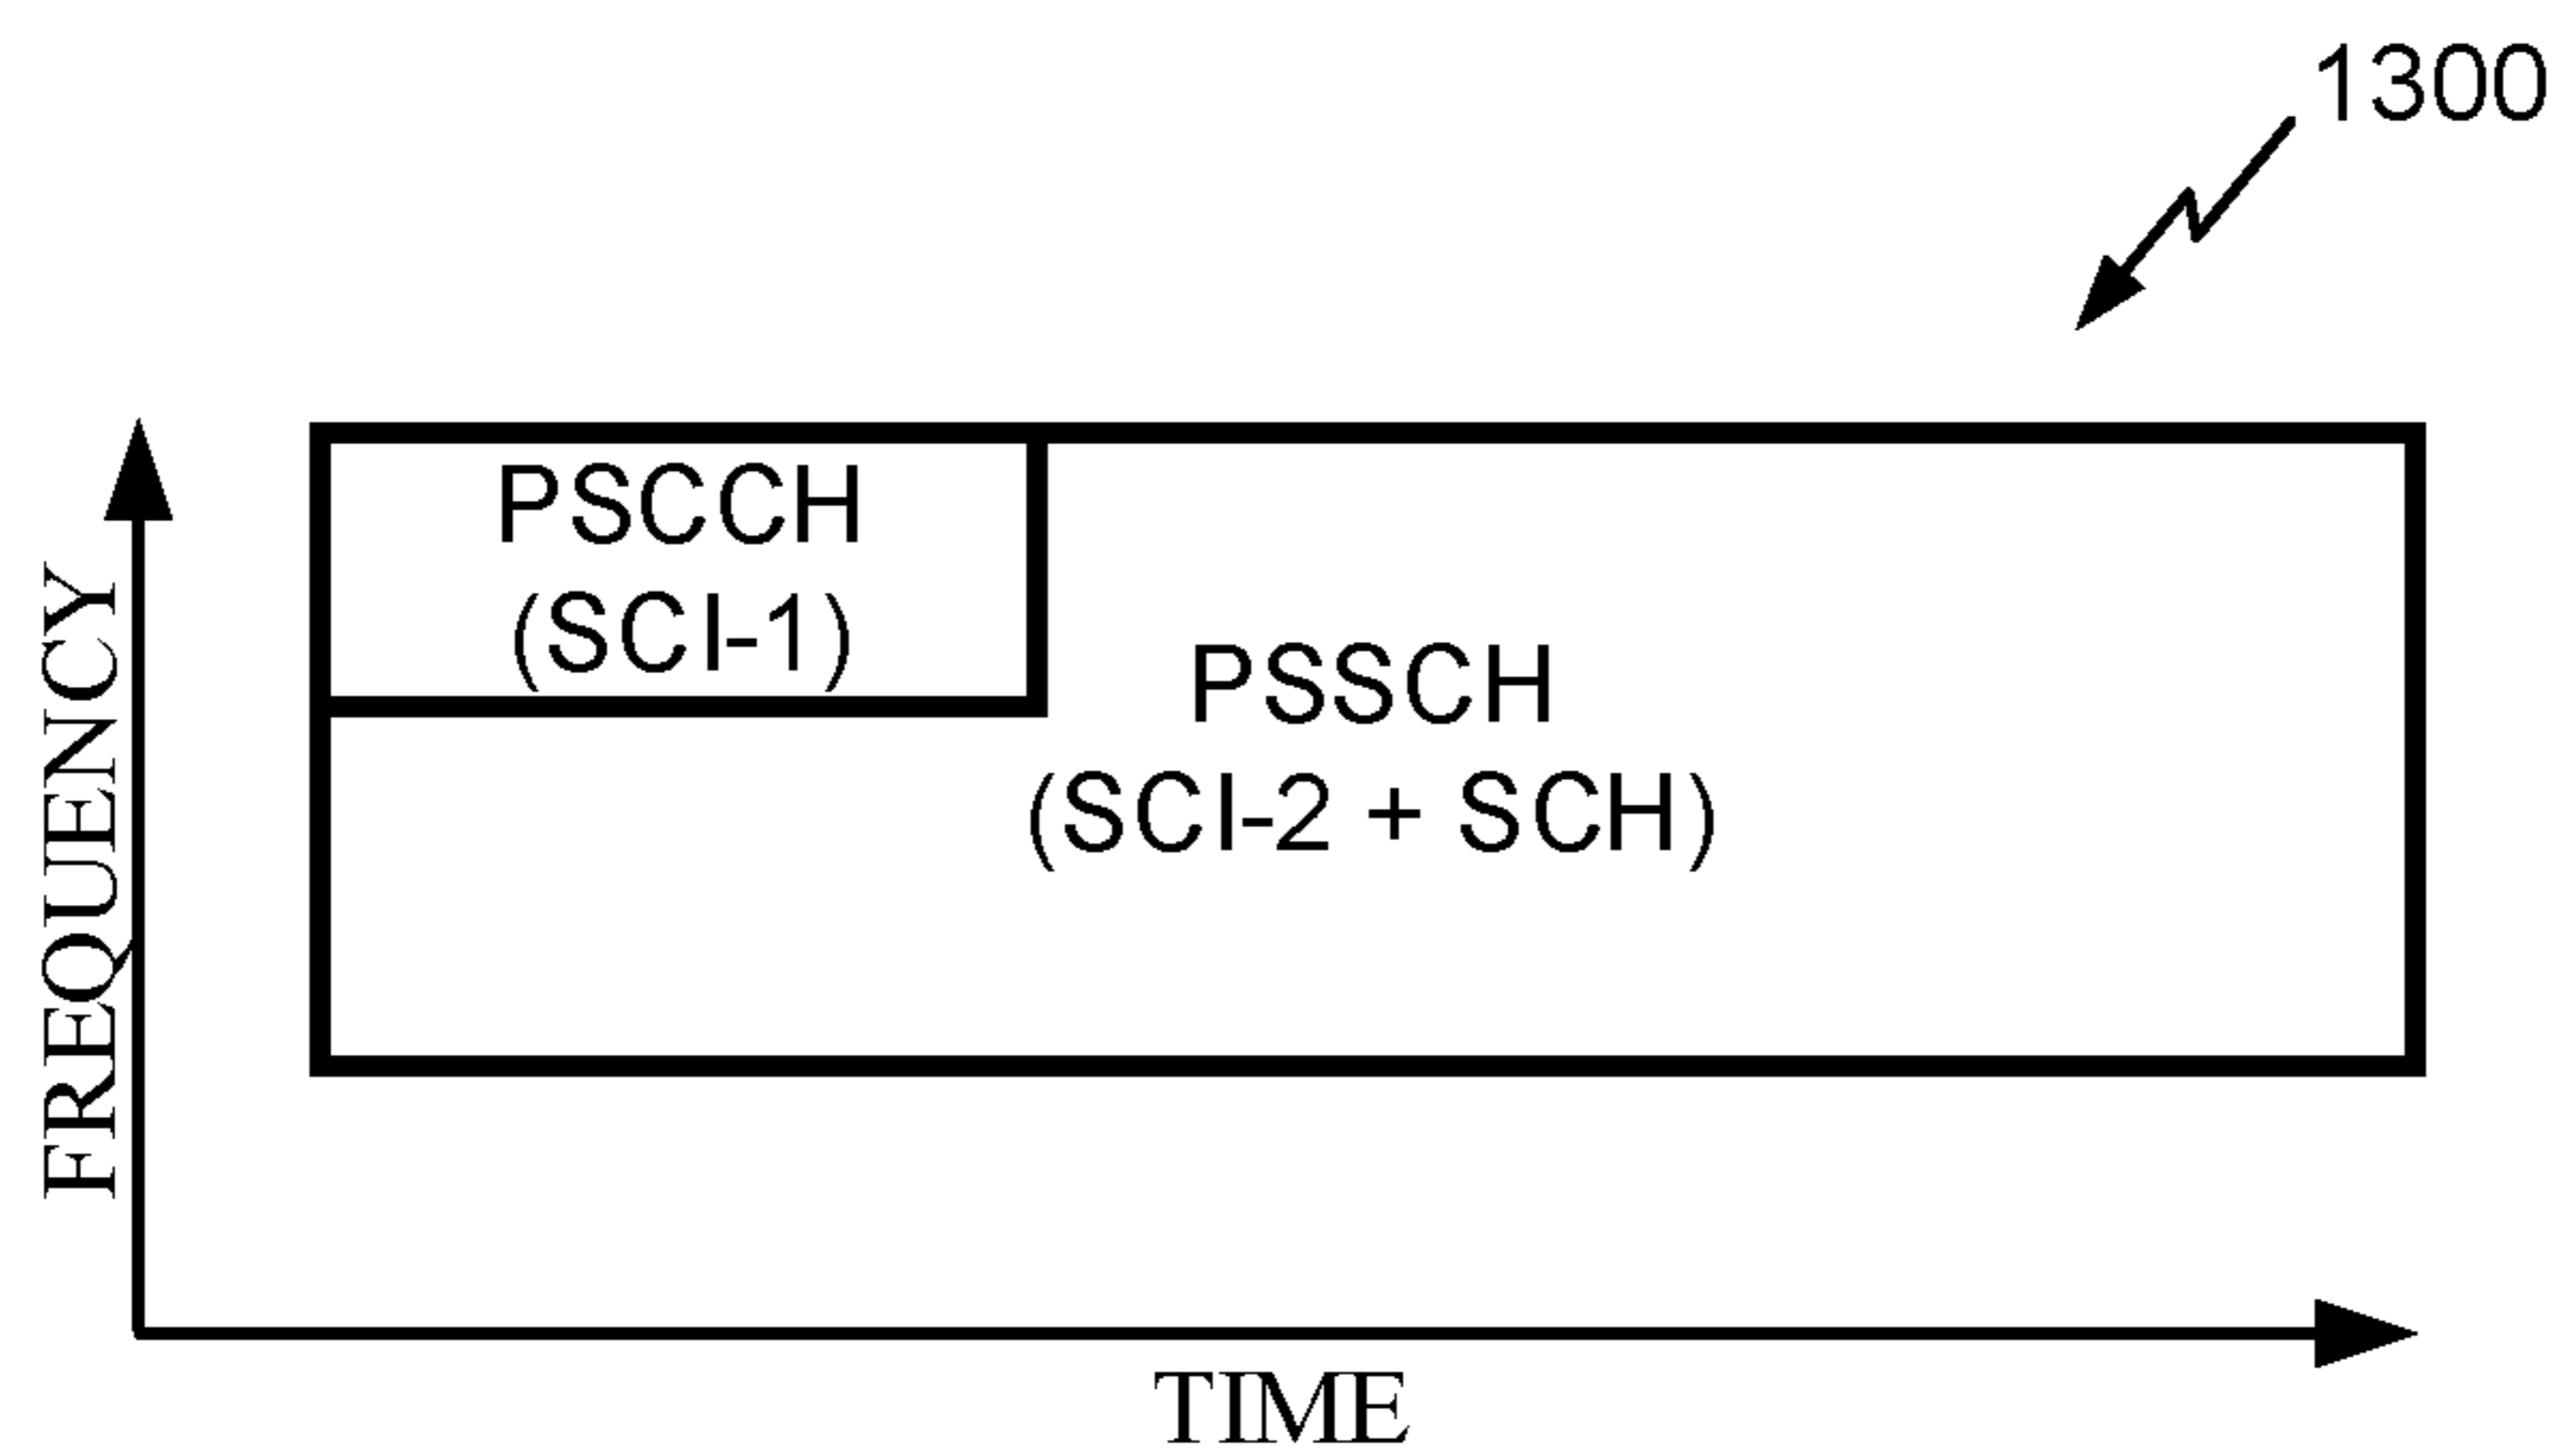 1300
PSCCH
(SCI-1)
PSSCH
(SCI-2 + SCH)
FREQUENCY
TIME